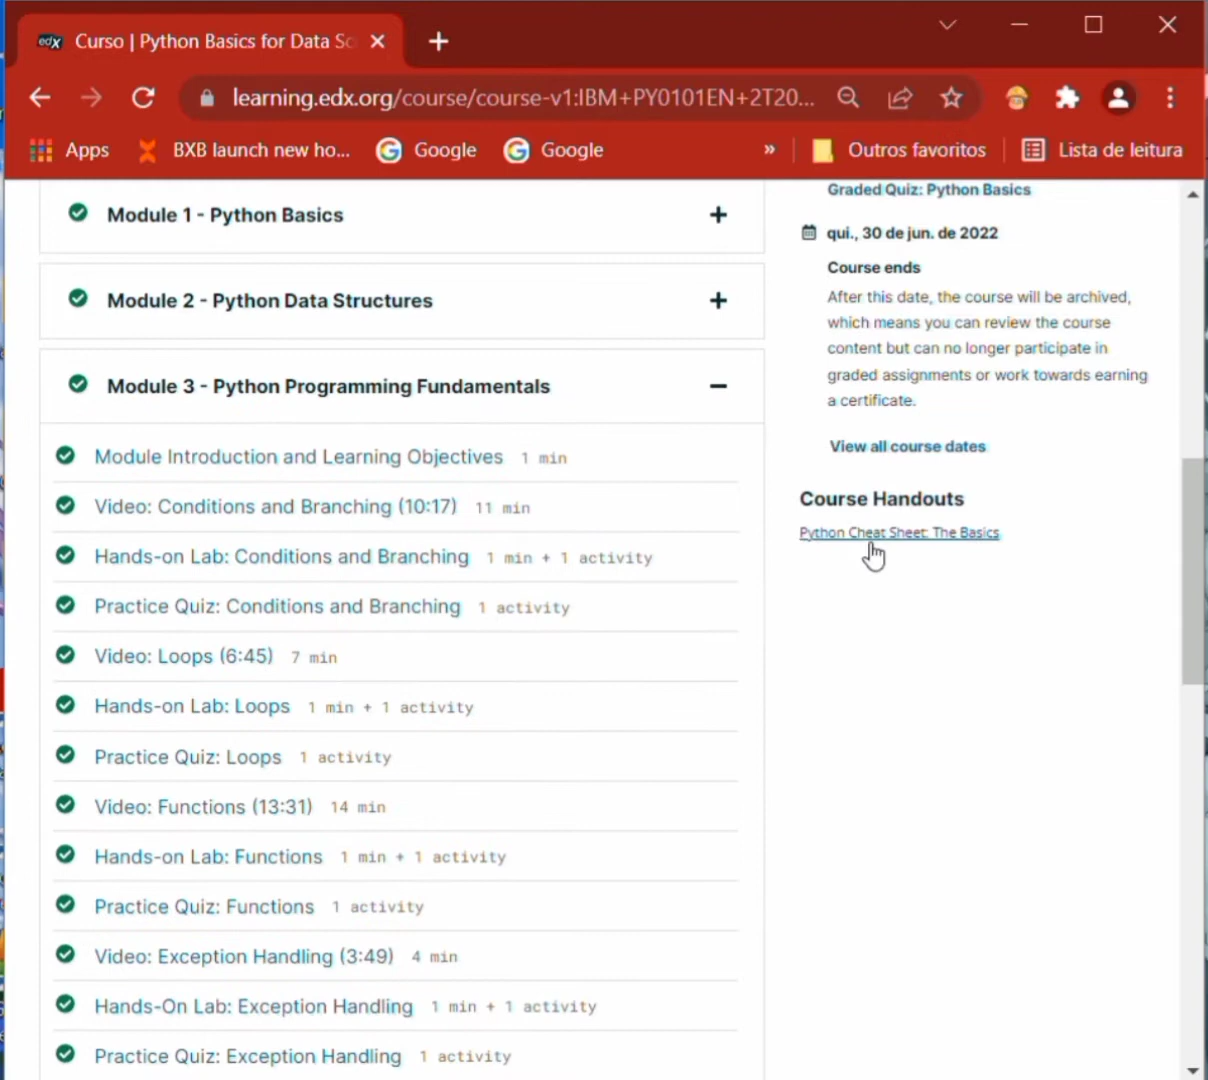 edX Curso | Python Basics for Data Sc
learning.edx.org/course/course-v1:IBM+PY0101EN+2T20...
Apps BXB launch new ho... Google Google » Outros favoritos Lista de leitura
Module 1 - Python Basics
Module 2 - Python Data Structures
Module 3 - Python Programming Fundamentals
Module Introduction and Learning Objectives 1 min
Video: Conditions and Branching (10:17) 11 min
Hands-on Lab: Conditions and Branching 1 min + 1 activity
Practice Quiz: Conditions and Branching 1 activity
Video: Loops (6:45) 7 min
Hands-on Lab: Loops 1 min + 1 activity
Practice Quiz: Loops 1 activity
Video: Functions (13:31) 14 min
Hands-on Lab: Functions 1 min + 1 activity
Practice Quiz: Functions 1 activity
Video: Exception Handling (3:49) 4 min
Hands-On Lab: Exception Handling 1 min + 1 activity
Practice Quiz: Exception Handling 1 activity
Graded Quiz: Python Basics
qui., 30 de jun. de 2022
Course ends
After this date, the course will be archived,
which means you can review the course
content but can no longer participate in
graded assignments or work towards earning
a certificate.
View all course dates
Course Handouts
Python Cheat Sheet: The Basics